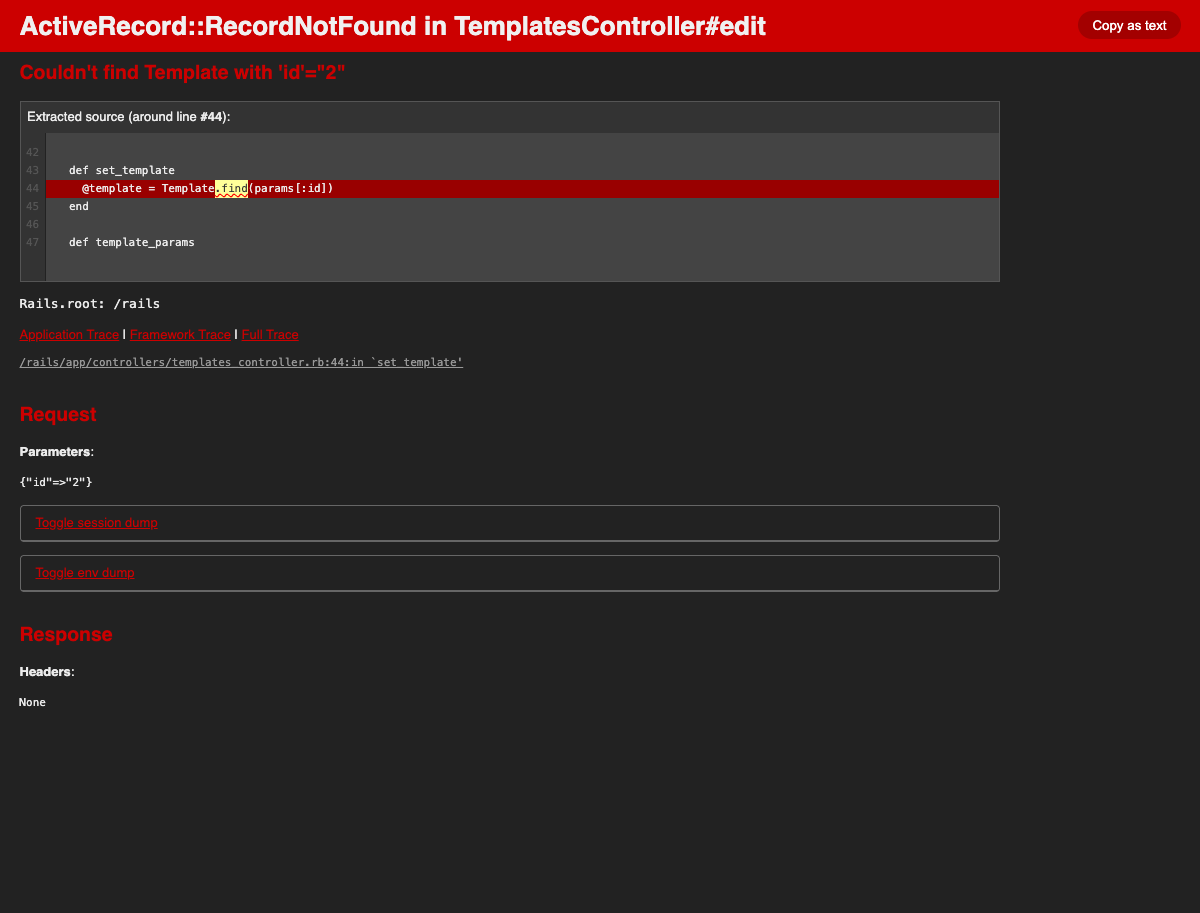 ActiveRecord::RecordNotFound in TemplatesController#edit
Copy as text
Couldn't find Template with 'id'="2"
Extracted source (around line #44):
42
43 def set_template
44 @template = Template.find(params[:id])
45 end
46
47 def template_params
Rails.root: /rails
Application Trace | Framework Trace | Full Trace
/rails/app/controllers/templates_controller.rb:44:in `set_template'
Request
Parameters:
{"id"=>"2"}
Toggle session dump
Toggle env dump
Response
Headers:
None